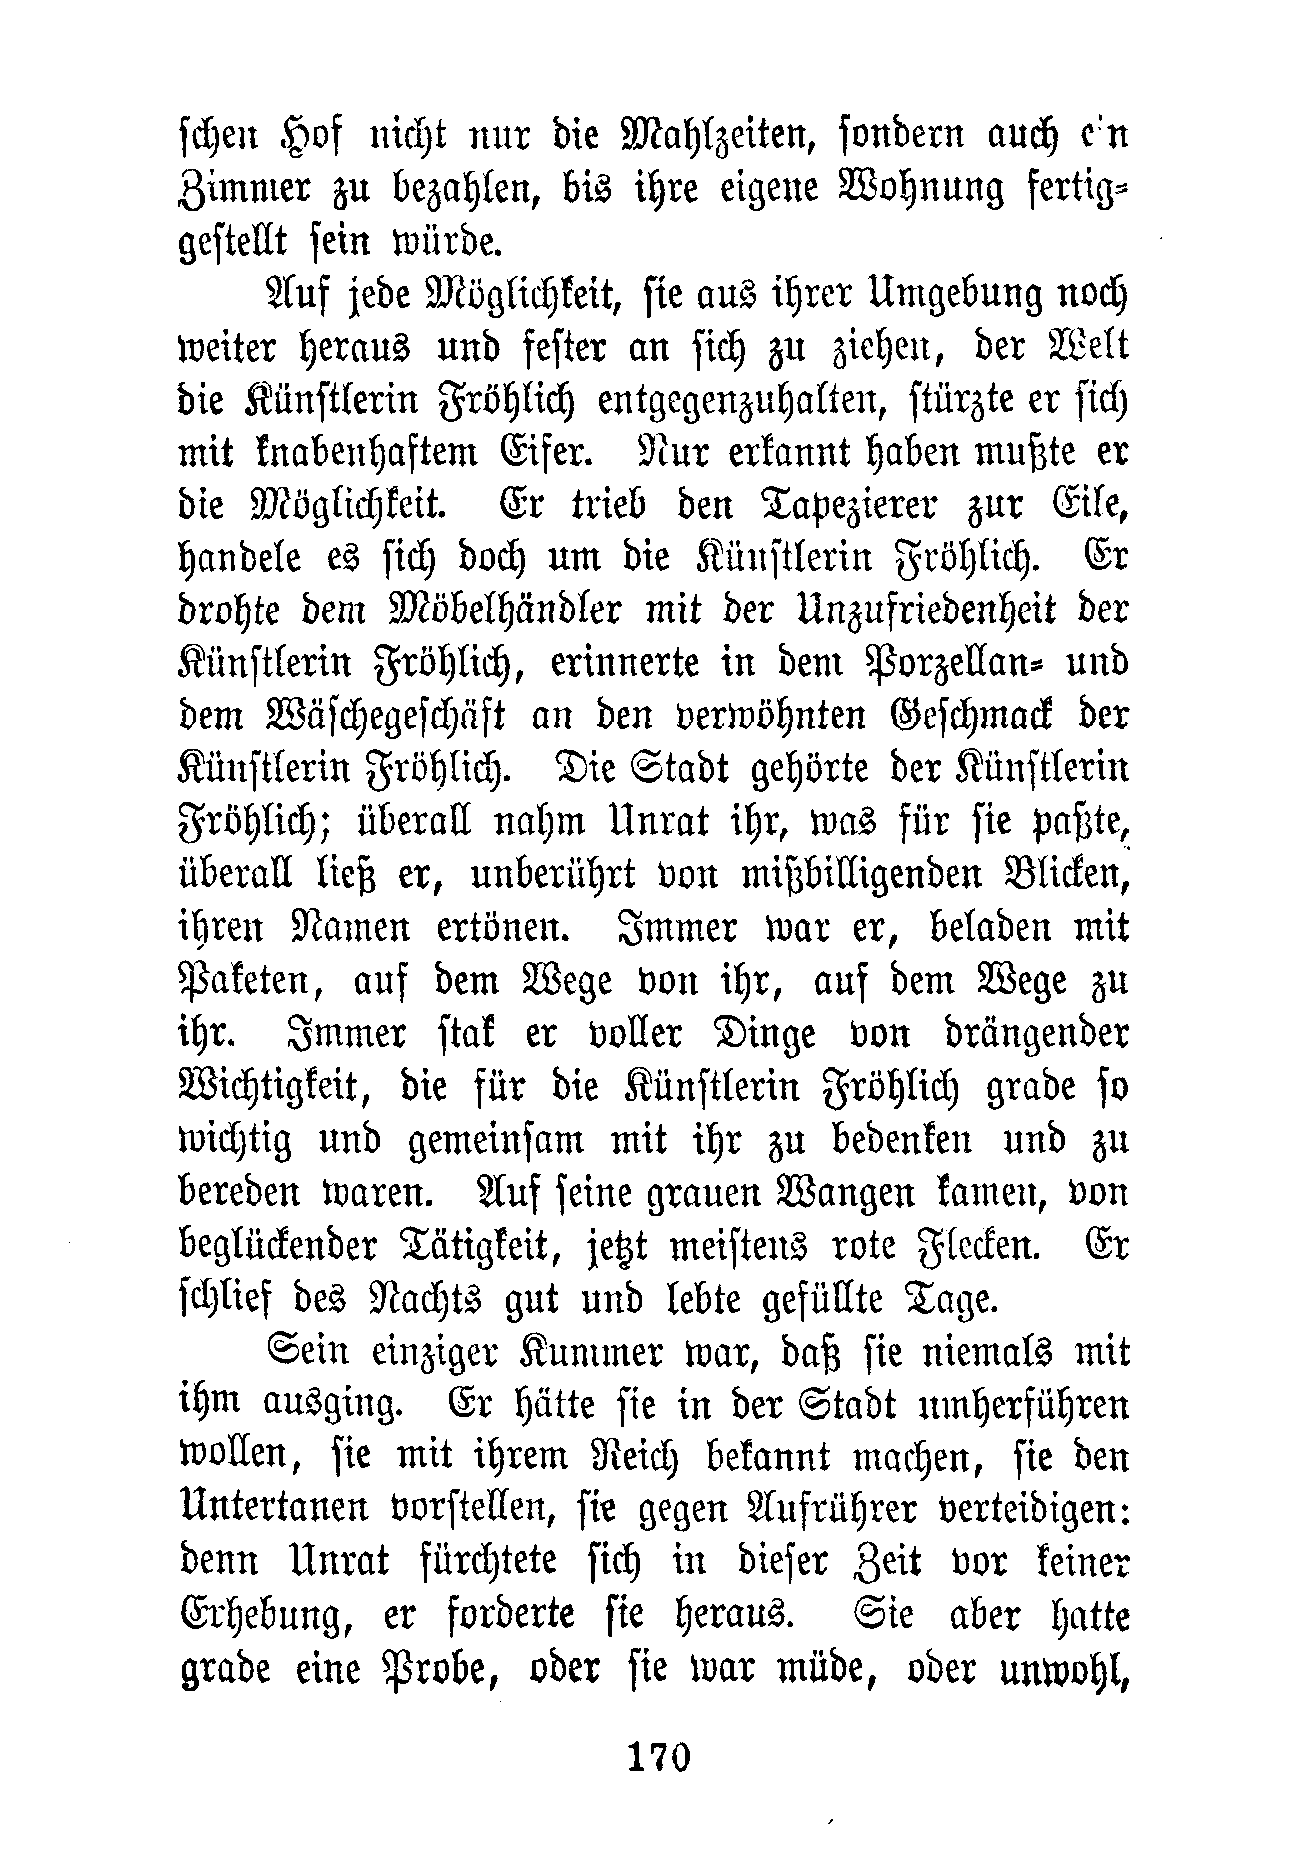 schen Hof nicht nur die Mahlzeiten, sondern auch ein
Zimmer zu bezahlen, bis ihre eigene Wohnung fertig-
gestellt sein würde.
Auf jede Möglichkeit, sie aus ihrer Umgebung noch
weiter heraus und fester an sich zu ziehen, der Welt
die Künstlerin Fröhlich entgegenzuhalten, stürzte er sich
mit knabenhaftem Eifer. Nur erkannt haben mußte er
die Möglichkeit. Er trieb den Tapezierer zur Eile,
handele es sich doch um die Künstlerin Fröhlich. Er
drohte dem Möbelhändler mit der Unzufriedenheit der
Künstlerin Fröhlich, erinnerte in dem Porzellan- und
dem Wäschegeschäft an den verwöhnten Geschmack der
Künstlerin Fröhlich. Die Stadt gehörte der Künstlerin
Fröhlich; überall nahm Unrat ihr, was für sie paßte,
überall ließ er, unberührt von mißbilligenden Blicken,
ihren Namen ertönen. Immer war er, beladen mit
Paketen, auf dem Wege von ihr, auf dem Wege zu
ihr. Immer stak er voller Dinge von drängender
Wichtigkeit, die für die Künstlerin Fröhlich grade so
wichtig und gemeinsam mit ihr zu bedenken und zu
bereden waren. Auf seine grauen Wangen kamen, von
beglückender Tätigkeit, jetzt meistens rote Flecken. Er
schlief des Nachts gut und lebte gefüllte Tage.
Sein einziger Kummer war, daß sie niemals mit
ihm ausging. Er hätte sie in der Stadt umherführen
wollen, sie mit ihrem Reich bekannt machen, sie den
Untertanen vorstellen, sie gegen Aufrührer verteidigen:
denn Unrat fürchtete sich in dieser Zeit vor keiner
Erhebung, er forderte sie heraus. Sie aber hatte
grade eine Probe, oder sie war müde, oder unwohl,
170